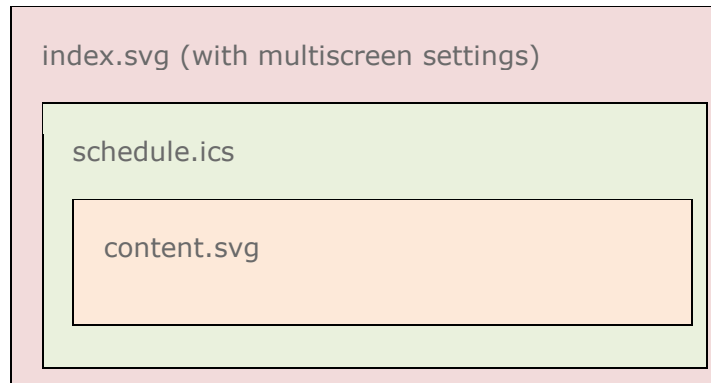 index.svg (with multiscreen settings)
schedule.ics
content.svg